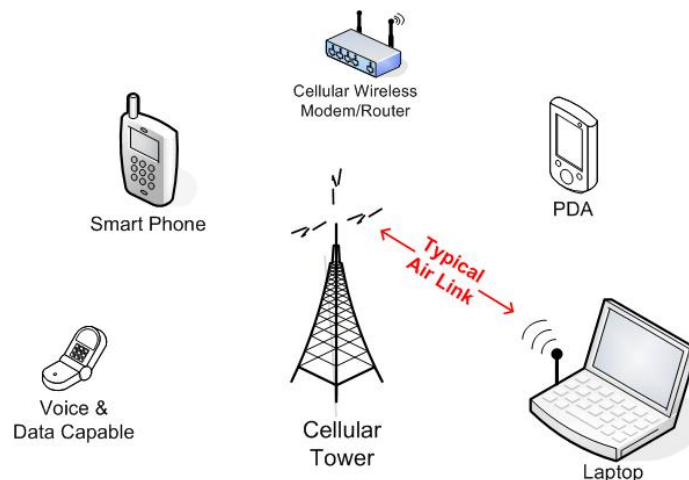 Cellular Wireless
Modem/Router
Smart Phone
PDA
Typical
Air Link
Voice &
Data Capable
Cellular
Tower
Laptop